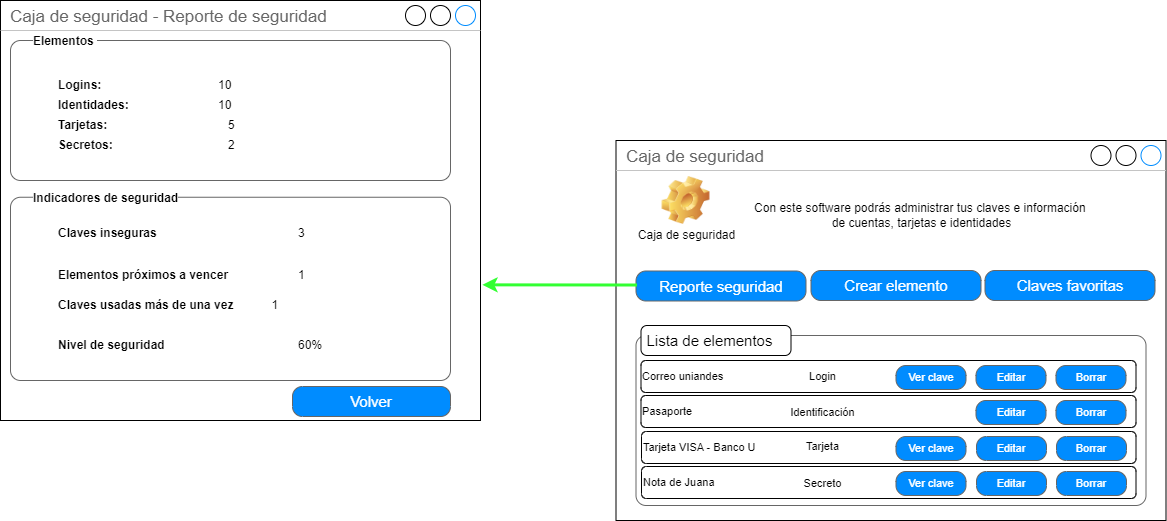 Caja de seguridad - Reporte de seguridad
Elementos
Logins: 10
Identidades: 10
Tarjetas: 5
Secretos: 2
Indicadores de seguridad
Claves inseguras 3
Elementos próximos a vencer 1
Claves usadas más de una vez 1
Nivel de seguridad 60%
Volver
Caja de seguridad
Caja de seguridad
Con este software podrás administrar tus claves e información
de cuentas, tarjetas e identidades
Reporte seguridad Crear elemento Claves favoritas
Lista de elementos
Correo uniandes Login Ver clave Editar Borrar
Pasaporte Identificación Editar Borrar
Tarjeta VISA - Banco U Tarjeta Ver clave Editar Borrar
Nota de Juana Secreto Ver clave Editar Borrar